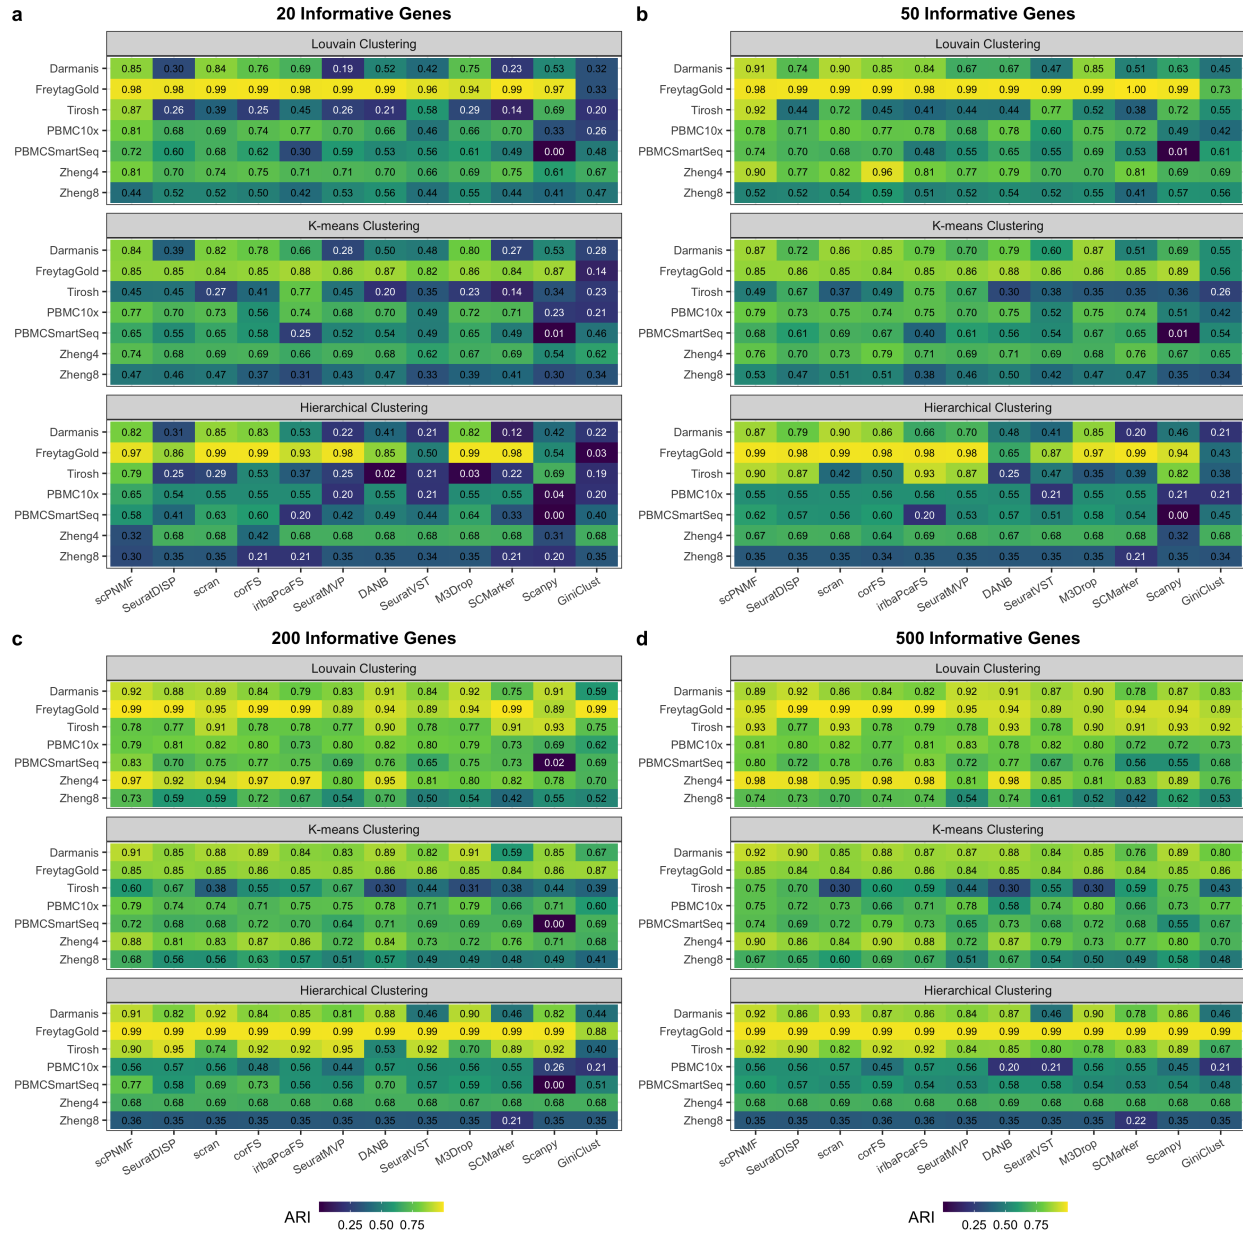 a
20 Informative Genes
Louvain Clustering
Darmanis 0.85 0.30 0.84 0.76 0.69 0.19 0.52 0.42 0.75 0.23 0.53 0.32
FreytagGold 0.98 0.98 0.99 0.99 0.98 0.99 0.99 0.96 0.94 0.99 0.97 0.33
Tirosh 0.87 0.26 0.39 0.25 0.45 0.26 0.21 0.58 0.29 0.14 0.69 0.20
PBMC10x 0.81 0.68 0.69 0.74 0.77 0.70 0.66 0.46 0.66 0.70 0.33 0.26
PBMCSmartSeq 0.72 0.60 0.68 0.62 0.30 0.59 0.53 0.56 0.61 0.49 0.00 0.48
Zheng4 0.81 0.70 0.74 0.75 0.71 0.71 0.70 0.66 0.69 0.75 0.61 0.67
Zheng8 0.44 0.52 0.52 0.50 0.42 0.53 0.56 0.44 0.55 0.44 0.41 0.47
K-means Clustering
Darmanis 0.84 0.39 0.82 0.78 0.66 0.28 0.50 0.48 0.80 0.27 0.53 0.28
FreytagGold 0.85 0.85 0.84 0.85 0.88 0.86 0.87 0.82 0.86 0.84 0.87 0.14
Tirosh 0.45 0.45 0.27 0.41 0.77 0.45 0.20 0.35 0.23 0.14 0.34 0.23
PBMC10x 0.77 0.70 0.73 0.56 0.74 0.68 0.70 0.49 0.72 0.71 0.23 0.21
PBMCSmartSeq 0.65 0.55 0.65 0.58 0.25 0.52 0.54 0.49 0.65 0.49 0.01 0.46
Zheng4 0.74 0.68 0.69 0.69 0.66 0.69 0.68 0.62 0.67 0.69 0.54 0.62
Zheng8 0.47 0.46 0.47 0.37 0.31 0.43 0.47 0.33 0.39 0.41 0.30 0.34
Hierarchical Clustering
Darmanis 0.82 0.31 0.85 0.83 0.53 0.22 0.41 0.21 0.82 0.12 0.42 0.22
FreytagGold 0.97 0.86 0.99 0.99 0.93 0.98 0.85 0.50 0.99 0.98 0.54 0.03
Tirosh 0.79 0.25 0.29 0.53 0.37 0.25 0.02 0.21 0.03 0.22 0.69 0.19
PBMC10x 0.65 0.54 0.55 0.55 0.55 0.20 0.55 0.21 0.55 0.55 0.04 0.20
PBMCSmartSeq 0.58 0.41 0.63 0.60 0.20 0.42 0.49 0.44 0.64 0.33 0.00 0.40
Zheng4 0.32 0.68 0.68 0.42 0.68 0.68 0.68 0.68 0.68 0.68 0.31 0.68
Zheng8 0.30 0.35 0.35 0.21 0.21 0.35 0.35 0.34 0.35 0.21 0.20 0.35
scPNMF SeuratDISP scran corFS irlbaPcaFS SeuratMVP DANB SeuratVST M3Drop SCMarker Scanpy GiniClust
b
50 Informative Genes
Louvain Clustering
Darmanis 0.91 0.74 0.90 0.85 0.84 0.67 0.67 0.47 0.85 0.51 0.63 0.45
FreytagGold 0.98 0.99 0.99 0.99 0.98 0.99 0.99 0.99 0.99 1.00 0.99 0.73
Tirosh 0.92 0.44 0.72 0.45 0.41 0.44 0.44 0.77 0.52 0.38 0.72 0.55
PBMC10x 0.78 0.71 0.80 0.77 0.78 0.68 0.78 0.60 0.75 0.72 0.49 0.42
PBMCSmartSeq 0.74 0.70 0.68 0.70 0.48 0.55 0.65 0.55 0.69 0.53 0.01 0.61
Zheng4 0.90 0.77 0.82 0.96 0.81 0.77 0.79 0.70 0.70 0.81 0.69 0.69
Zheng8 0.52 0.52 0.54 0.59 0.51 0.52 0.54 0.52 0.55 0.41 0.57 0.56
K-means Clustering
Darmanis 0.87 0.72 0.86 0.85 0.79 0.70 0.79 0.60 0.87 0.51 0.69 0.55
FreytagGold 0.85 0.86 0.85 0.84 0.85 0.86 0.88 0.86 0.86 0.85 0.89 0.56
Tirosh 0.49 0.67 0.37 0.49 0.75 0.67 0.30 0.38 0.35 0.35 0.36 0.26
PBMC10x 0.79 0.73 0.75 0.74 0.75 0.70 0.75 0.52 0.75 0.74 0.51 0.42
PBMCSmartSeq 0.68 0.61 0.69 0.67 0.40 0.61 0.56 0.54 0.67 0.65 0.01 0.54
Zheng4 0.76 0.70 0.73 0.79 0.71 0.69 0.71 0.69 0.68 0.76 0.67 0.65
Zheng8 0.53 0.47 0.51 0.51 0.38 0.46 0.50 0.42 0.47 0.47 0.35 0.34
Hierarchical Clustering
Darmanis 0.87 0.79 0.90 0.86 0.66 0.70 0.48 0.41 0.85 0.20 0.46 0.21
FreytagGold 0.99 0.98 0.99 0.98 0.98 0.98 0.65 0.87 0.97 0.99 0.94 0.43
Tirosh 0.90 0.87 0.42 0.50 0.93 0.87 0.25 0.47 0.35 0.39 0.82 0.38
PBMC10x 0.55 0.55 0.55 0.56 0.56 0.55 0.55 0.21 0.55 0.55 0.21 0.21
PBMCSmartSeq 0.62 0.57 0.56 0.60 0.20 0.53 0.57 0.51 0.58 0.54 0.00 0.45
Zheng4 0.67 0.69 0.68 0.64 0.69 0.68 0.68 0.68 0.68 0.68 0.32 0.68
Zheng8 0.35 0.35 0.35 0.35 0.35 0.35 0.35 0.35 0.35 0.21 0.35 0.34
scPNMF SeuratDISP scran corFS irlbaPcaFS SeuratMVP DANB SeuratVST M3Drop SCMarker Scanpy GiniClust
c
200 Informative Genes
Louvain Clustering
Darmanis 0.92 0.88 0.89 0.84 0.79 0.83 0.91 0.84 0.92 0.75 0.91 0.59
FreytagGold 0.99 0.99 0.95 0.99 0.99 0.89 0.94 0.89 0.94 0.99 0.89 0.99
Tirosh 0.78 0.77 0.91 0.78 0.78 0.77 0.90 0.78 0.78 0.91 0.93 0.75
PBMC10x 0.79 0.81 0.82 0.80 0.73 0.80 0.82 0.80 0.79 0.73 0.69 0.62
PBMCSmartSeq 0.83 0.70 0.75 0.77 0.75 0.69 0.76 0.65 0.75 0.73 0.02 0.69
Zheng4 0.97 0.92 0.94 0.97 0.97 0.80 0.95 0.81 0.80 0.82 0.78 0.70
Zheng8 0.73 0.59 0.59 0.72 0.67 0.54 0.70 0.50 0.54 0.42 0.55 0.52
K-means Clustering
Darmanis 0.91 0.85 0.88 0.89 0.84 0.83 0.89 0.82 0.91 0.59 0.85 0.67
FreytagGold 0.85 0.85 0.85 0.86 0.85 0.85 0.86 0.86 0.85 0.84 0.86 0.87
Tirosh 0.60 0.67 0.38 0.55 0.57 0.67 0.30 0.44 0.31 0.38 0.44 0.39
PBMC10x 0.79 0.74 0.74 0.71 0.75 0.75 0.78 0.71 0.79 0.66 0.71 0.60
PBMCSmartSeq 0.72 0.68 0.68 0.72 0.70 0.64 0.71 0.69 0.69 0.69 0.00 0.69
Zheng4 0.88 0.81 0.83 0.87 0.86 0.72 0.84 0.73 0.72 0.76 0.71 0.68
Zheng8 0.68 0.56 0.56 0.63 0.57 0.51 0.57 0.49 0.49 0.48 0.49 0.41
Hierarchical Clustering
Darmanis 0.91 0.82 0.92 0.84 0.85 0.81 0.88 0.46 0.90 0.46 0.82 0.44
FreytagGold 0.99 0.99 0.99 0.99 0.99 0.99 0.99 0.99 0.99 0.99 0.99 0.88
Tirosh 0.90 0.95 0.74 0.92 0.92 0.95 0.53 0.92 0.70 0.89 0.92 0.40
PBMC10x 0.56 0.57 0.56 0.48 0.56 0.44 0.57 0.56 0.56 0.55 0.26 0.21
PBMCSmartSeq 0.77 0.58 0.69 0.73 0.56 0.56 0.70 0.57 0.57 0.56 0.00 0.51
Zheng4 0.68 0.68 0.69 0.68 0.68 0.68 0.68 0.68 0.67 0.68 0.68 0.68
Zheng8 0.36 0.35 0.35 0.35 0.35 0.35 0.35 0.35 0.35 0.21 0.35 0.35
scPNMF SeuratDISP scran corFS irlbaPcaFS SeuratMVP DANB SeuratVST M3Drop SCMarker Scanpy GiniClust
ARI
0.25 0.50 0.75
d
500 Informative Genes
Louvain Clustering
Darmanis 0.89 0.92 0.86 0.84 0.82 0.92 0.91 0.87 0.90 0.78 0.87 0.83
FreytagGold 0.95 0.99 0.99 0.99 0.99 0.95 0.94 0.89 0.90 0.94 0.94 0.89
Tirosh 0.93 0.77 0.93 0.78 0.78 0.78 0.93 0.78 0.90 0.91 0.93 0.92
PBMC10x 0.81 0.80 0.82 0.77 0.81 0.83 0.78 0.82 0.80 0.72 0.72 0.73
PBMCSmartSeq 0.80 0.72 0.78 0.76 0.83 0.72 0.77 0.67 0.76 0.56 0.55 0.68
Zheng4 0.98 0.98 0.95 0.98 0.98 0.81 0.98 0.85 0.81 0.83 0.89 0.76
Zheng8 0.74 0.73 0.70 0.74 0.74 0.54 0.74 0.61 0.52 0.42 0.62 0.53
K-means Clustering
Darmanis 0.92 0.90 0.85 0.88 0.87 0.87 0.88 0.84 0.85 0.76 0.89 0.80
FreytagGold 0.85 0.85 0.84 0.86 0.86 0.85 0.84 0.84 0.86 0.84 0.85 0.86
Tirosh 0.75 0.70 0.30 0.60 0.59 0.44 0.30 0.55 0.30 0.59 0.75 0.43
PBMC10x 0.75 0.72 0.73 0.66 0.71 0.78 0.58 0.74 0.80 0.66 0.73 0.77
PBMCSmartSeq 0.74 0.69 0.72 0.79 0.73 0.65 0.73 0.68 0.72 0.68 0.55 0.67
Zheng4 0.90 0.86 0.84 0.90 0.88 0.72 0.87 0.79 0.73 0.77 0.80 0.70
Zheng8 0.67 0.65 0.60 0.69 0.67 0.51 0.67 0.54 0.50 0.49 0.58 0.48
Hierarchical Clustering
Darmanis 0.92 0.86 0.93 0.87 0.86 0.84 0.87 0.46 0.90 0.78 0.86 0.46
FreytagGold 0.99 0.99 0.99 0.99 0.99 0.99 0.99 0.99 0.99 0.99 0.99 0.99
Tirosh 0.92 0.90 0.82 0.92 0.92 0.84 0.85 0.80 0.78 0.83 0.89 0.67
PBMC10x 0.56 0.57 0.57 0.45 0.57 0.56 0.20 0.21 0.56 0.55 0.45 0.21
PBMCSmartSeq 0.60 0.57 0.55 0.59 0.54 0.53 0.58 0.58 0.54 0.53 0.54 0.48
Zheng4 0.68 0.68 0.69 0.68 0.68 0.68 0.69 0.68 0.68 0.68 0.68 0.68
Zheng8 0.35 0.35 0.35 0.36 0.36 0.35 0.35 0.35 0.35 0.22 0.35 0.35
scPNMF SeuratDISP scran corFS irlbaPcaFS SeuratMVP DANB SeuratVST M3Drop SCMarker Scanpy GiniClust
ARI
0.25 0.50 0.75